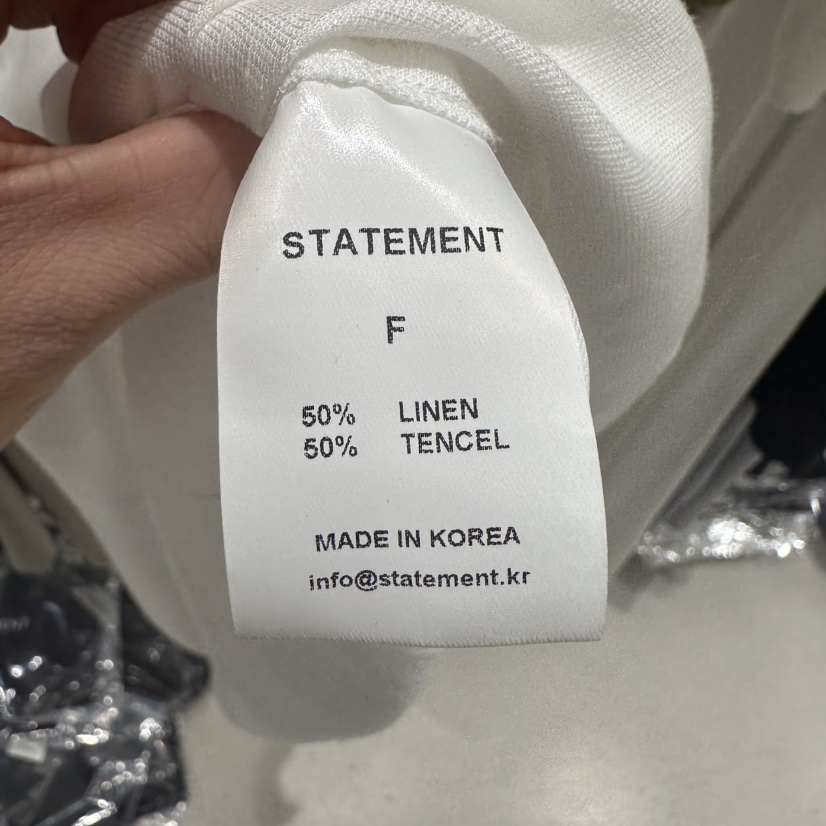 STATEMENT
F
50% LINEN
50% TENCEL
MADE IN KOREA
info@statement.kr